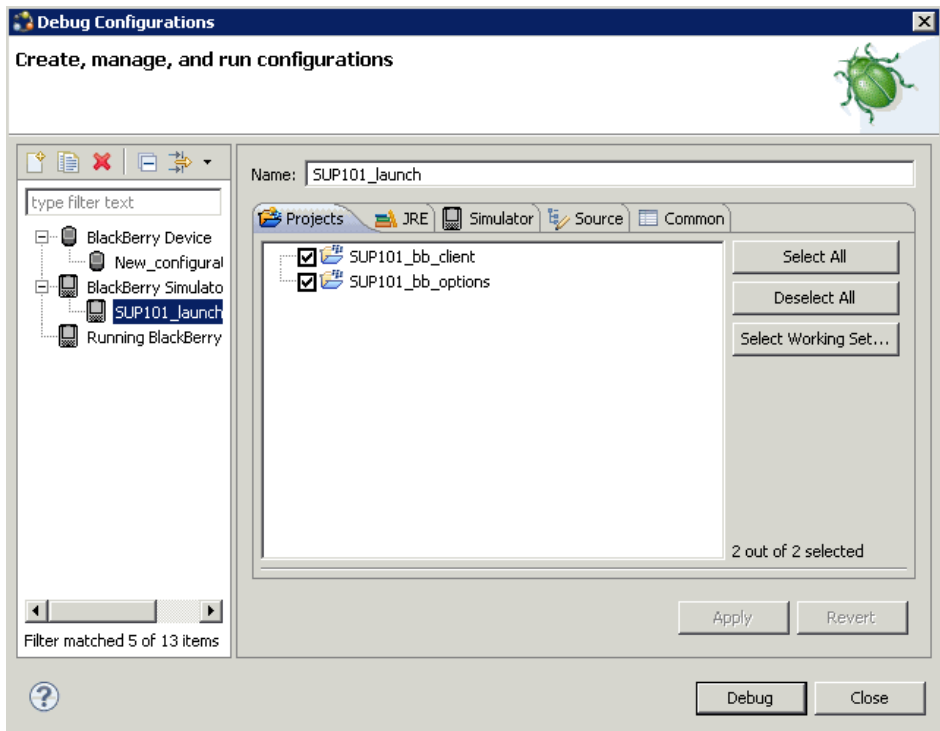 Debug Configurations
Create, manage, and run configurations
Name: SUP101_launch
type filter text
Projects JRE Simulator Source Common
BlackBerry Device
New_configural
BlackBerry Simulato
SUP101_launch
Running BlackBerry
SUP101_bb_client
SUP101_bb_options
Select All
Deselect All
Select Working Set...
2 out of 2 selected
Filter matched 5 of 13 items
Apply Revert
Debug Close